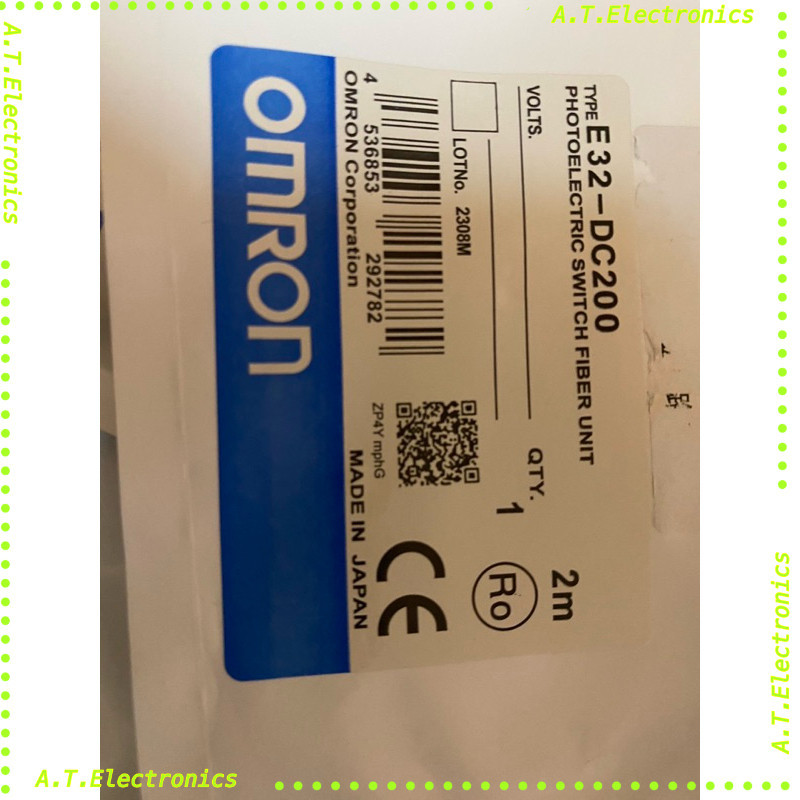 A.T.Electronics
A.T.Electronics
TYPE E32-DC200
PHOTOELECTRIC SWITCH FIBER UNIT
2m
VOLTS.
QTY.
1
Ro
LOTNo. 2308M
4 536853 292782
ZP4Y mphG
CE
OMRON Corporation
MADE IN JAPAN
OMRON
A.T.Electronics
A.T.Electronics